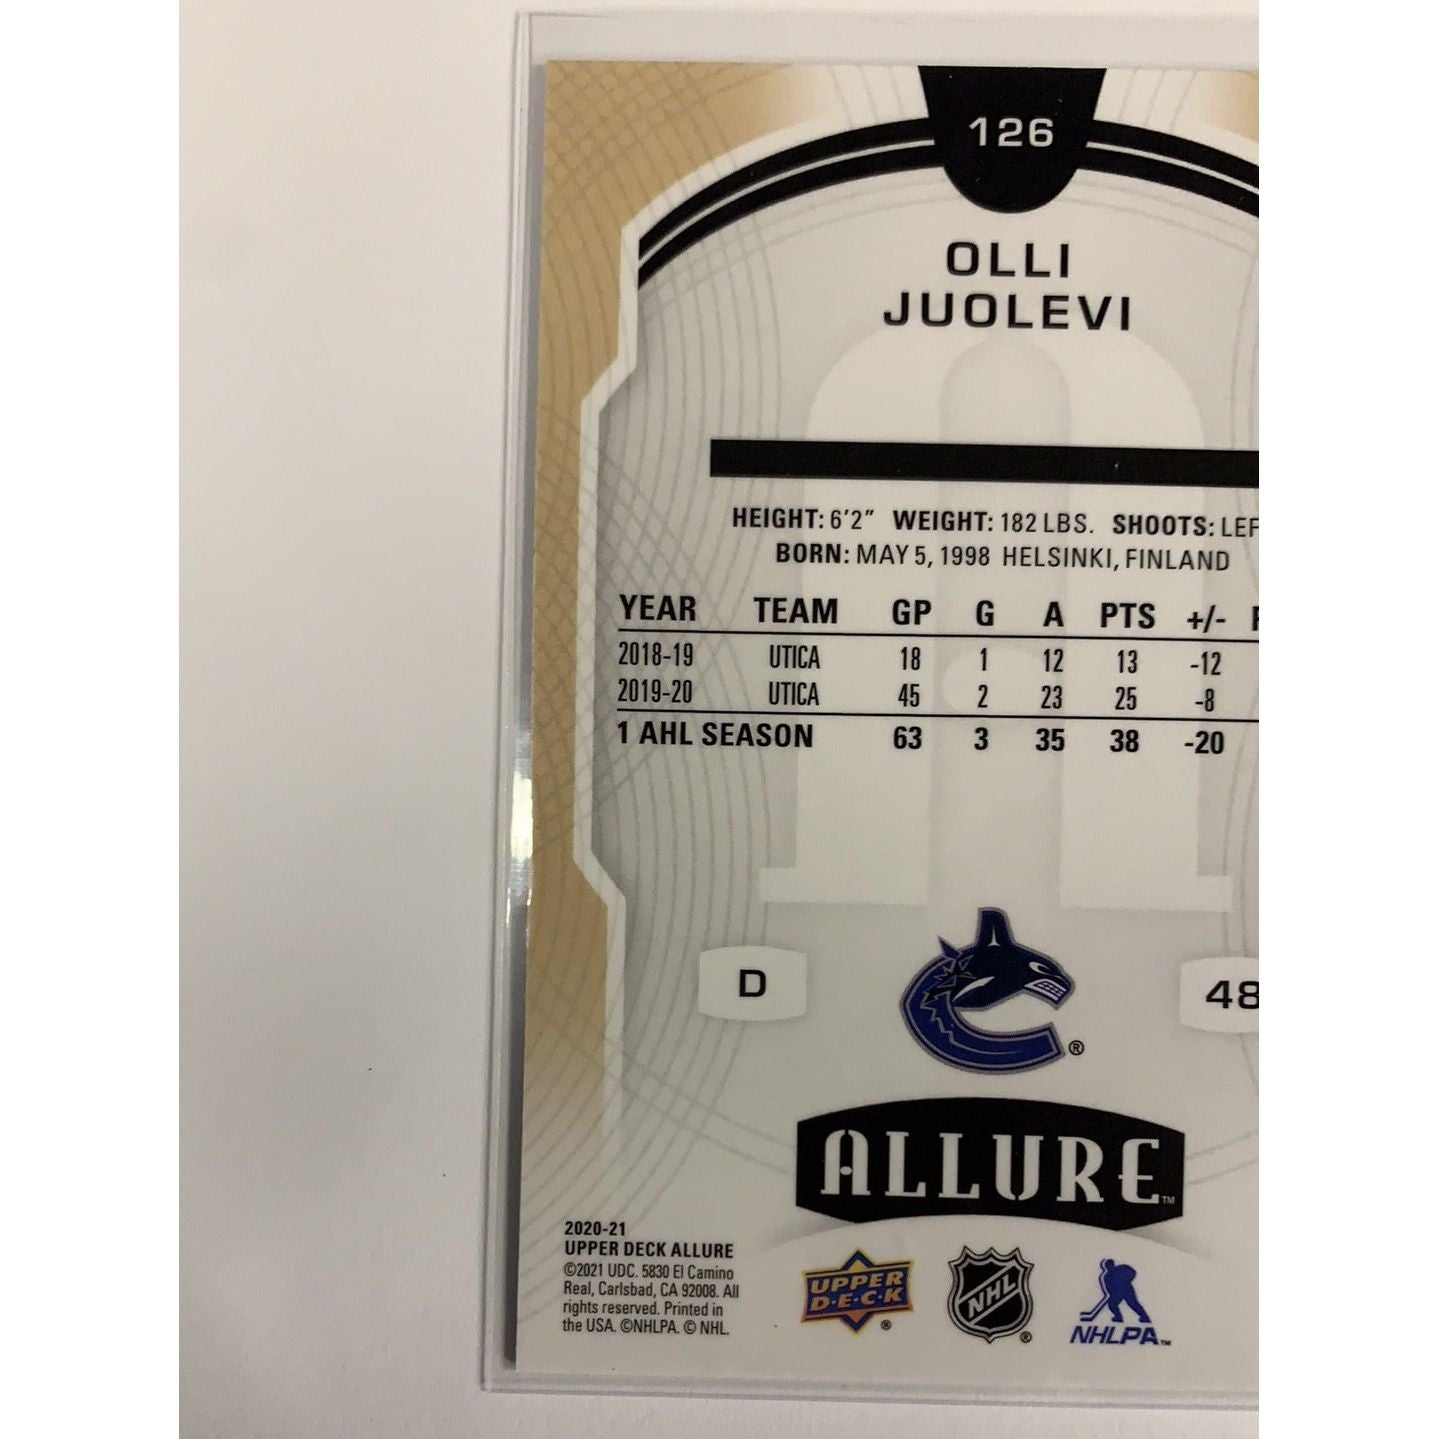 126
OLLI
JUOLEVI
HEIGHT: 6'2" WEIGHT: 182 LBS. SHOOTS: LEF
BORN: MAY 5, 1998 HELSINKI, FINLAND
YEAR TEAM GP G A PTS +/-
2018-19 UTICA 18 1 12 13 -12
2019-20 UTICA 45 2 23 25 -8
1 AHL SEASON 63 3 35 38 -20
D
48
®
ALLURE™
2020-21
UPPER DECK ALLURE
©2021 UDC. 5830 El Camino
Real, Carlsbad, CA 92008. All
rights reserved. Printed in
the USA. ©NHLPA. © NHL.
UPPER
D·E·C·K®
NHL®
NHLPA™